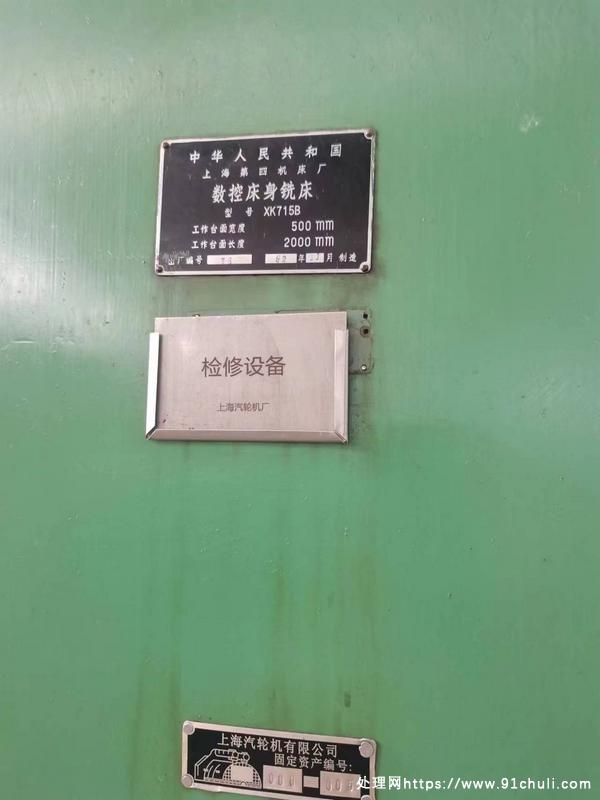 中华人民共和国
上海第四机床厂
数控床身铣床
型号 XK715B
工作台面宽度 500mm
工作台面长度 2000mm
出厂编号 年 月 制造
检修设备
上海汽轮机厂
上海汽轮机有限公司
固定资产编号:
处理网https://www.91chuli.com